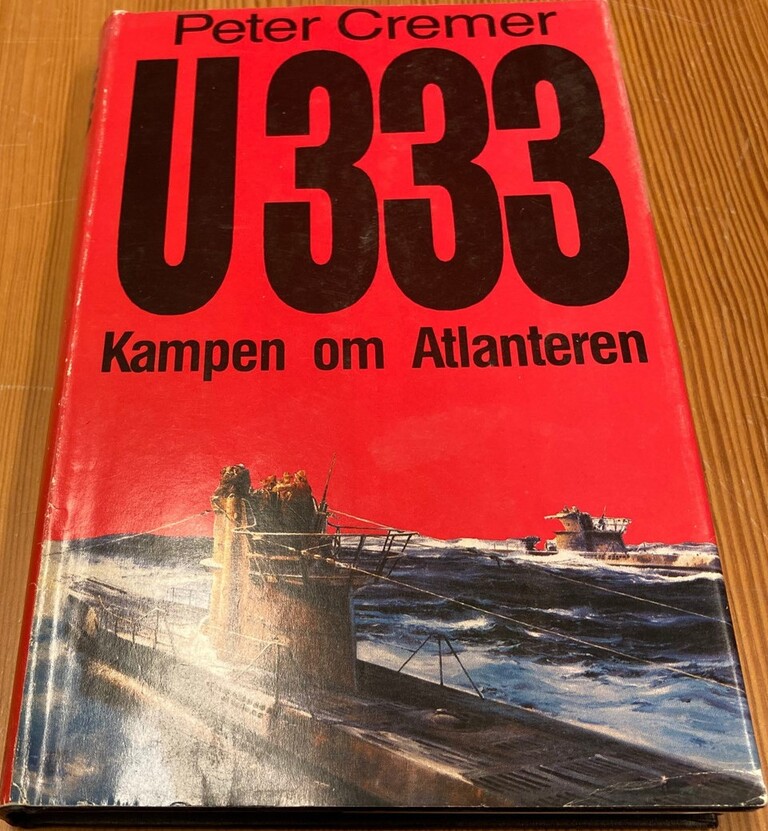 Peter Cremer
U333
Kampen om Atlanteren